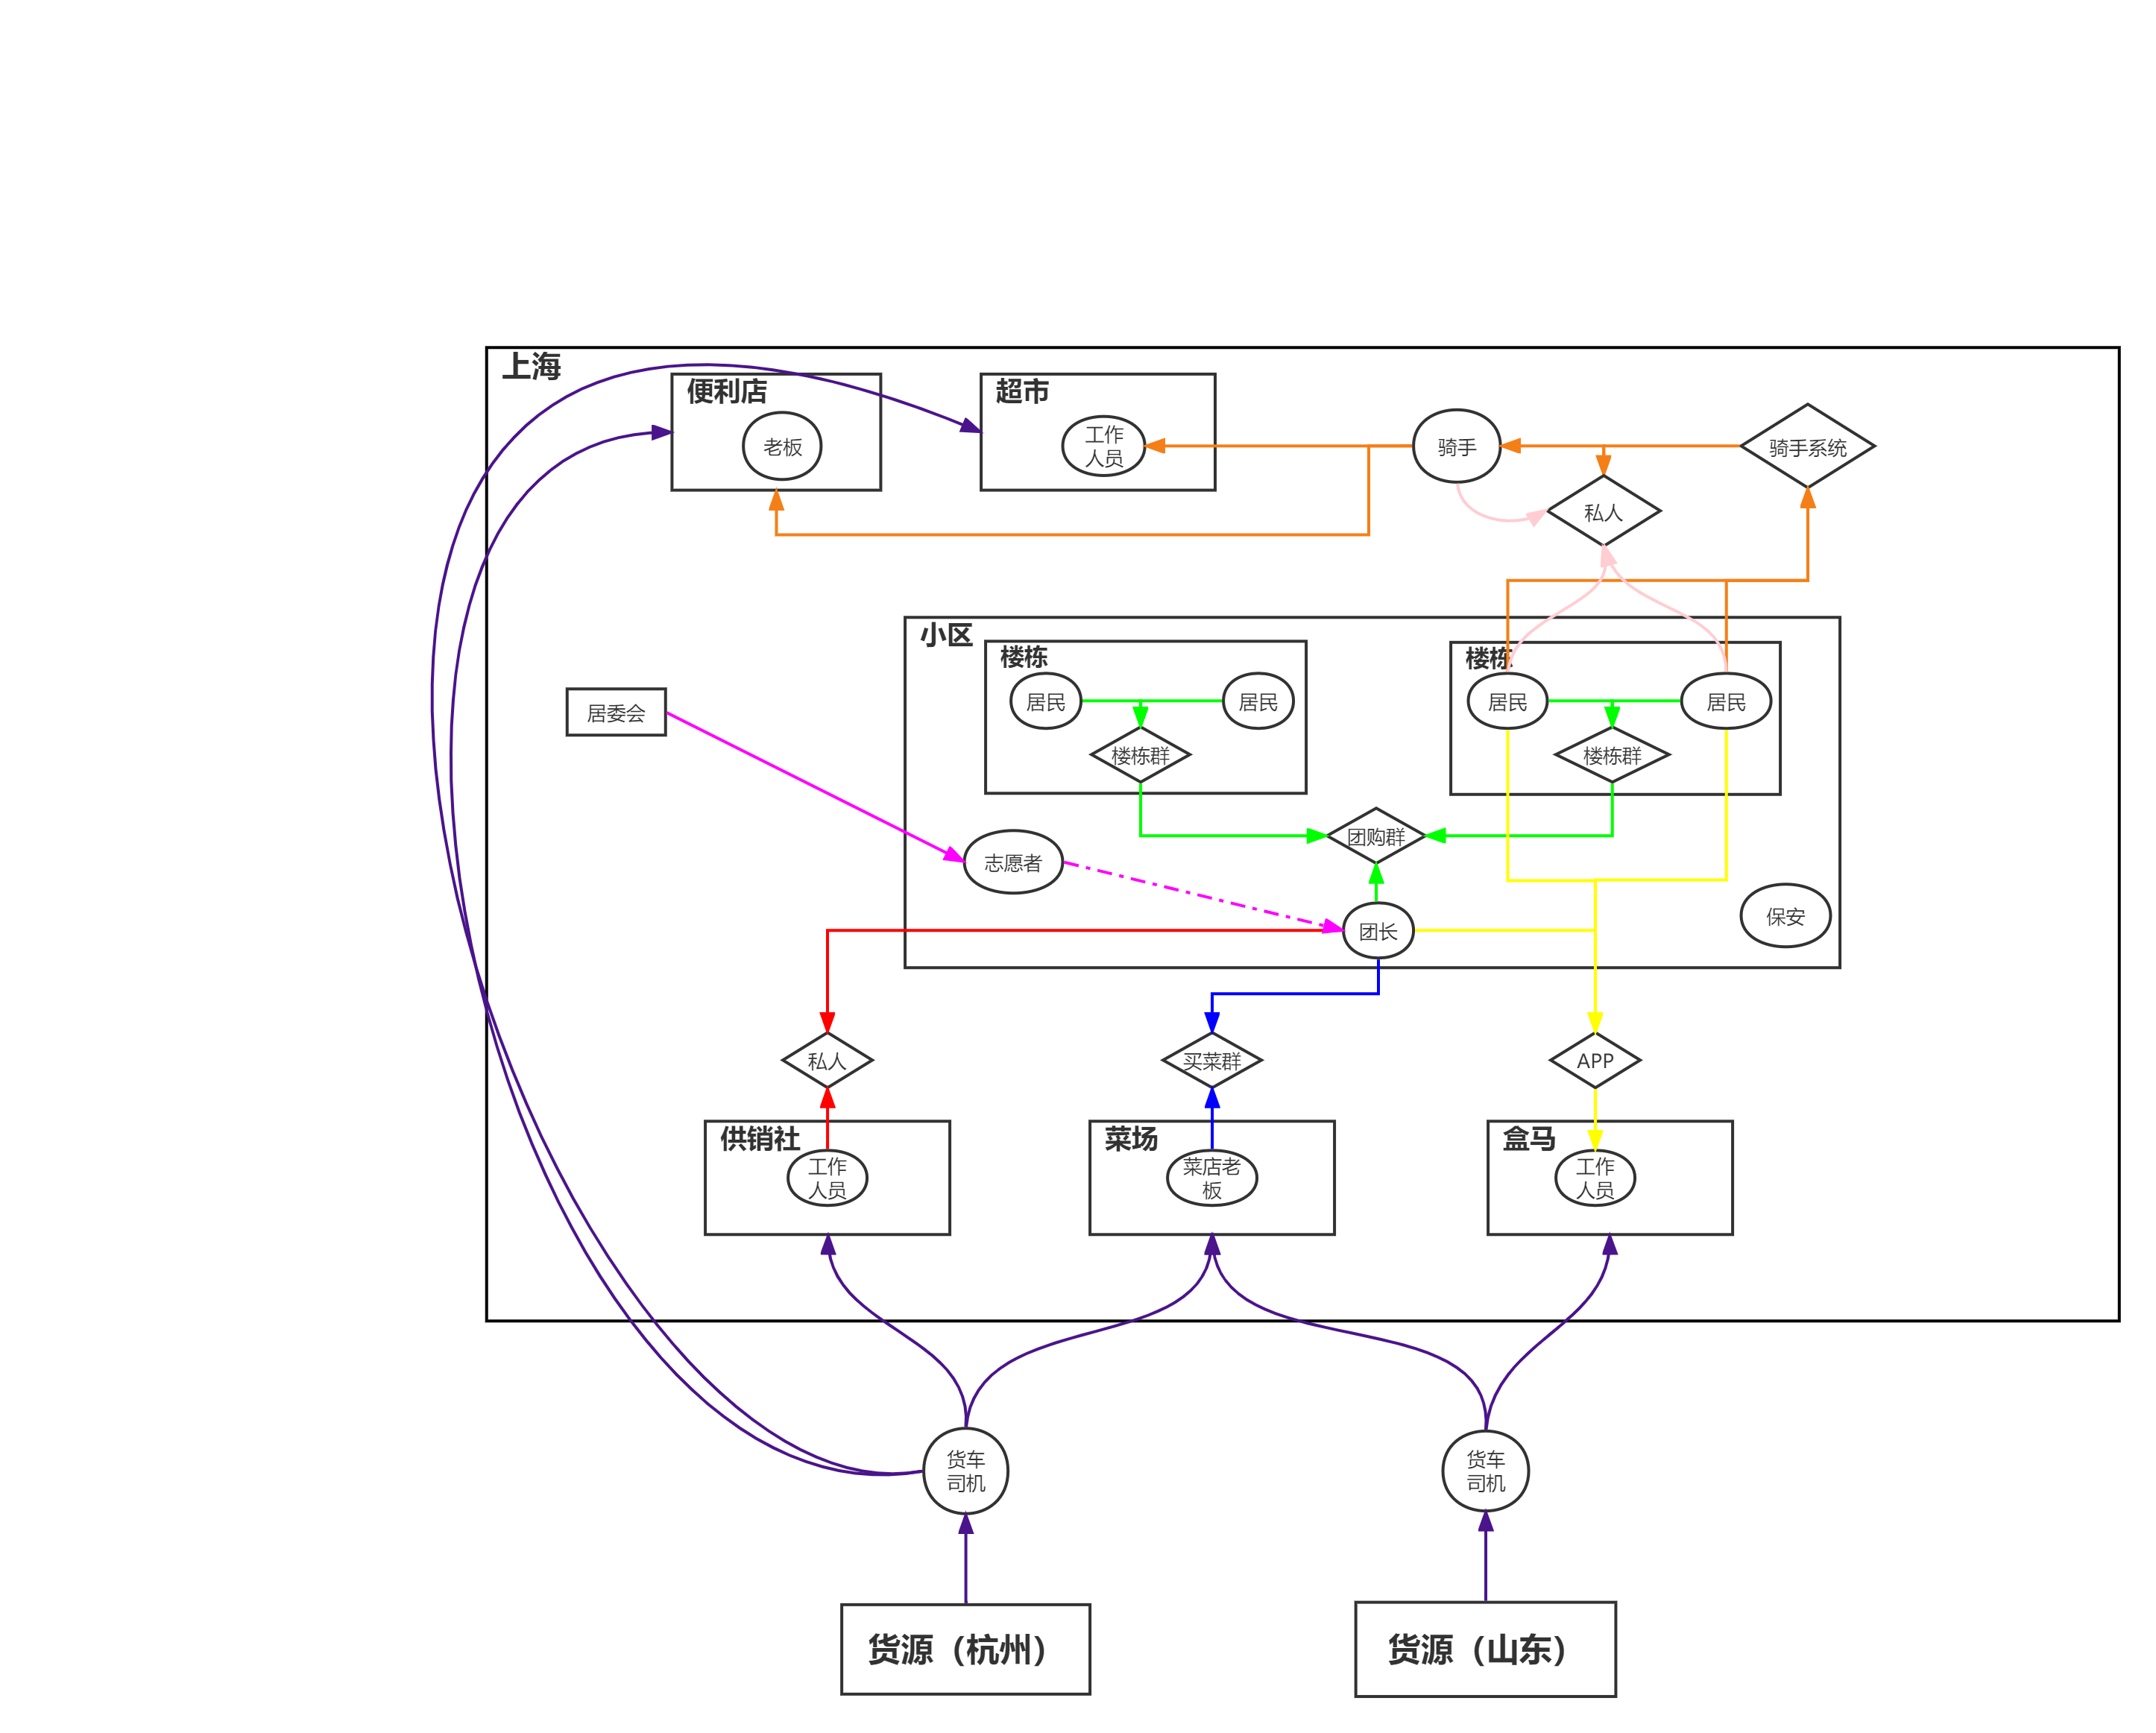 上海
便利店
超市
老板
工作
人员
骑手
骑手系统
私人
小区
楼栋
楼栋
居民
居民
居民
居民
居委会
楼栋群
楼栋群
团购群
志愿者
保安
团长
私人
买菜群
APP
供销社
菜场
盒马
工作
人员
菜店老
板
工作
人员
货车
司机
货车
司机
货源（杭州）
货源（山东）